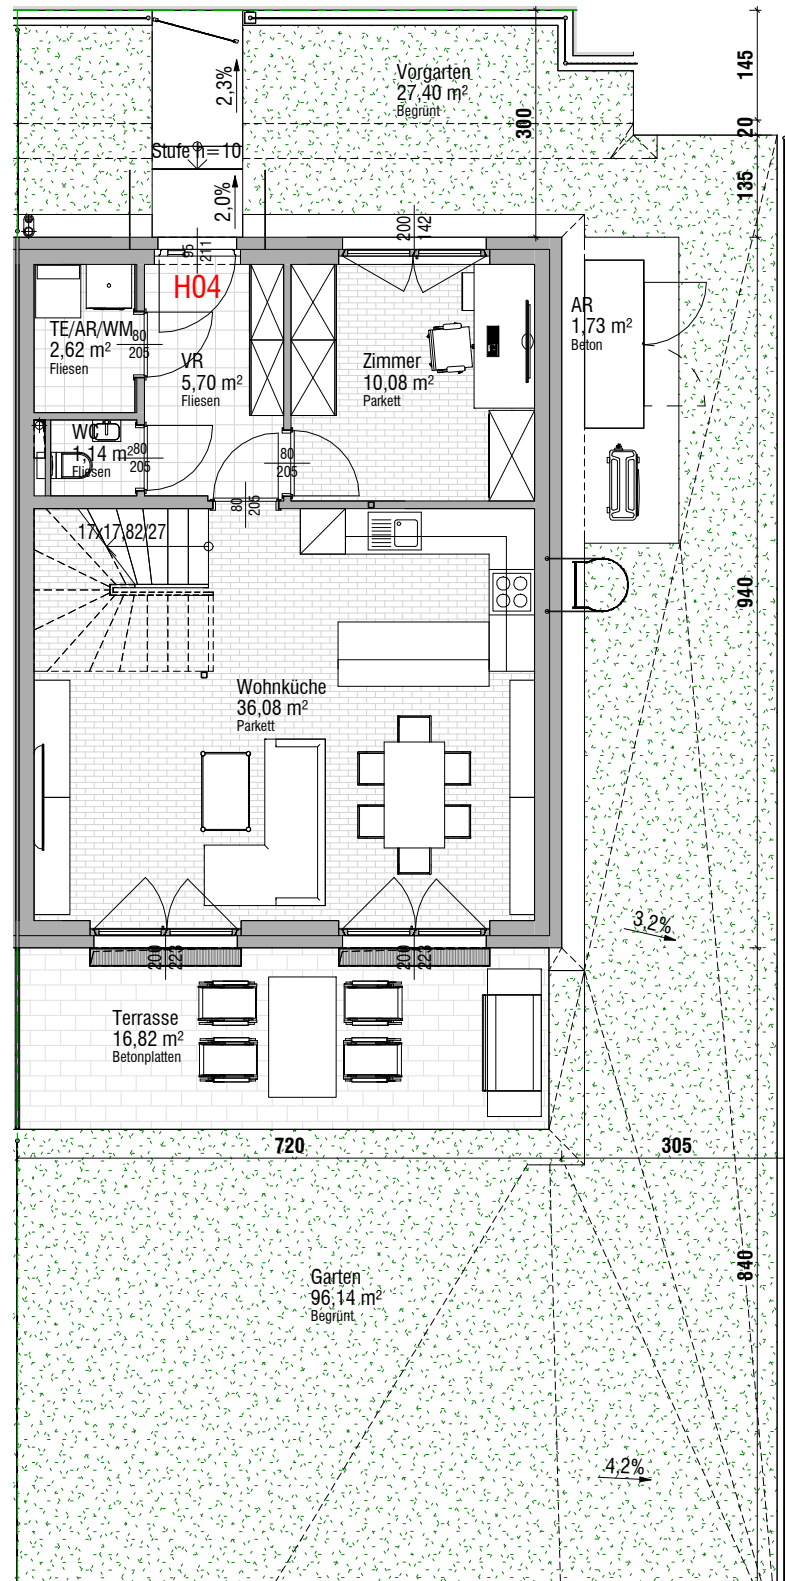 Vorgarten
27,40 m²
Begrünt
145
2,3%
300
20
Stufe h=10
135
2,0%
200
142
95
211
H04
AR
1,73 m²
Beton
TE/AR/WM
2,62 m²
Fliesen
80
205
VR
5,70 m²
Fliesen
Zimmer
10,08 m²
Parkett
WC
1,14 m²
Fliesen
80
205
80
205
80
205
17x17,82/27
940
Wohnküche
36,08 m²
Parkett
3,2%
200
223
200
223
Terrasse
16,82 m²
Betonplatten
720
305
Garten
96,14 m²
Begrünt
840
4,2%